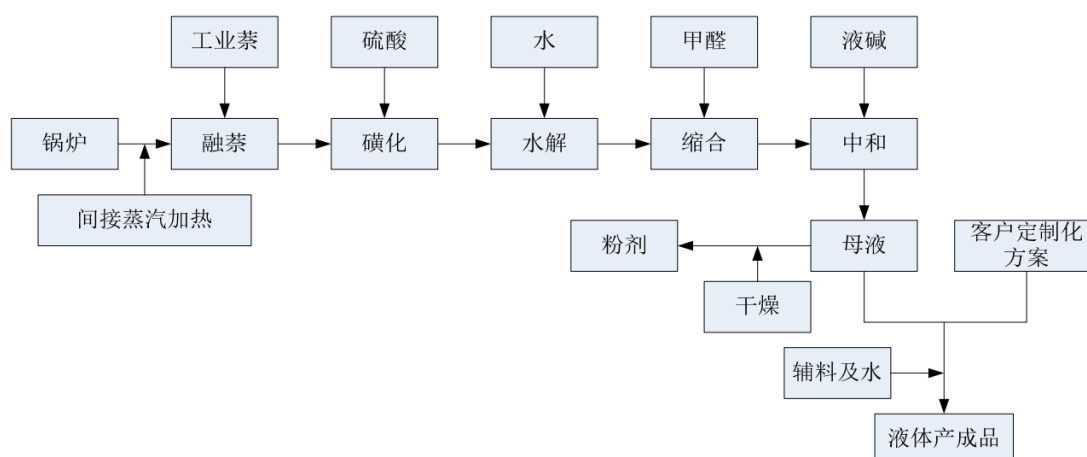 工业萘
硫酸
水
甲醛
液碱
锅炉
融萘
磺化
水解
缩合
中和
间接蒸汽加热
粉剂
母液
客户定制化
方案
干燥
辅料及水
液体产成品